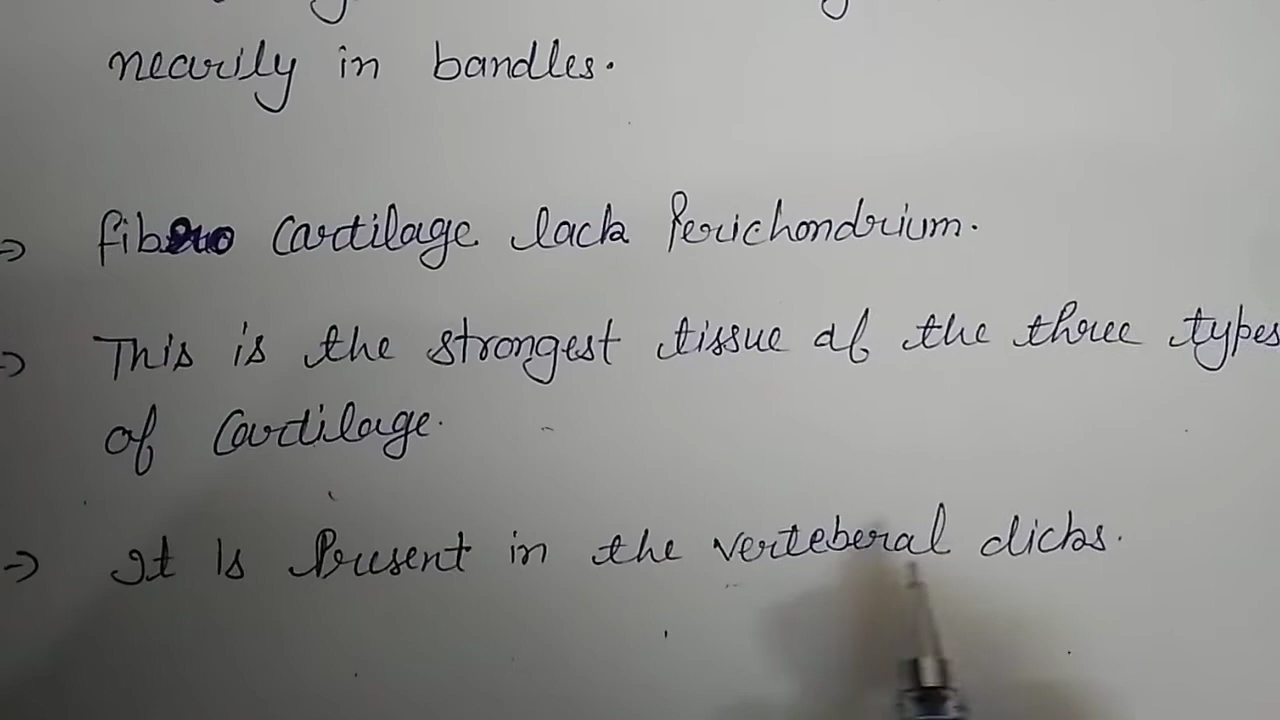 nearily in bandles.
⇒ fibro Cartilage lack Perichondrium.
⇒ This is the strongest tissue of the three types
of Cartilage.
⇒ It is Present in the verteberal dicks.